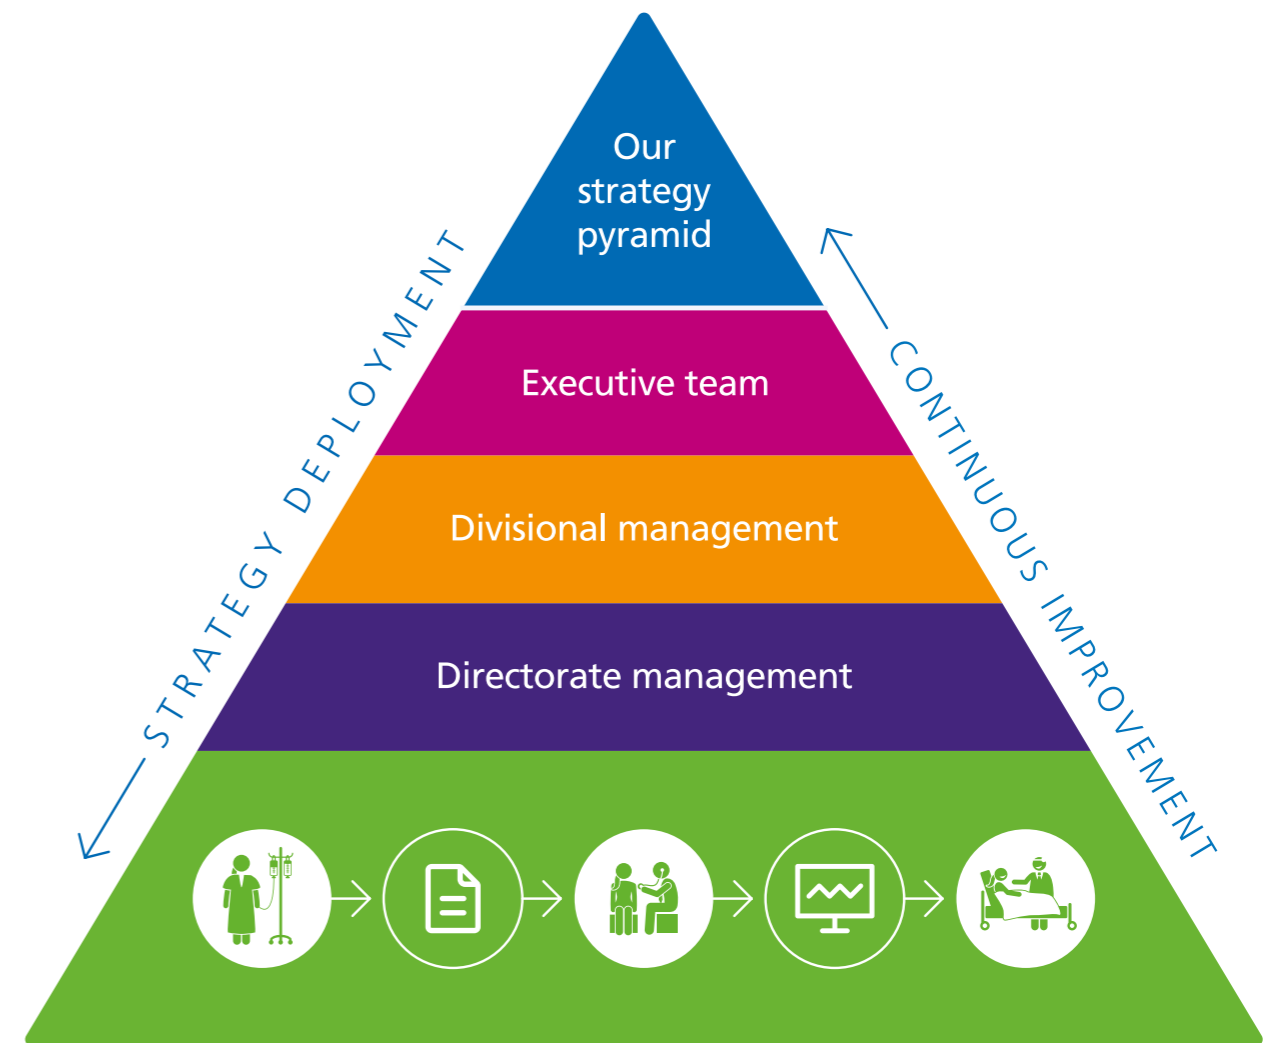 Our
strategy
pyramid
STRATEGY DEPLOYMENT
CONTINUOUS IMPROVEMENT
Executive team
Divisional management
Directorate management